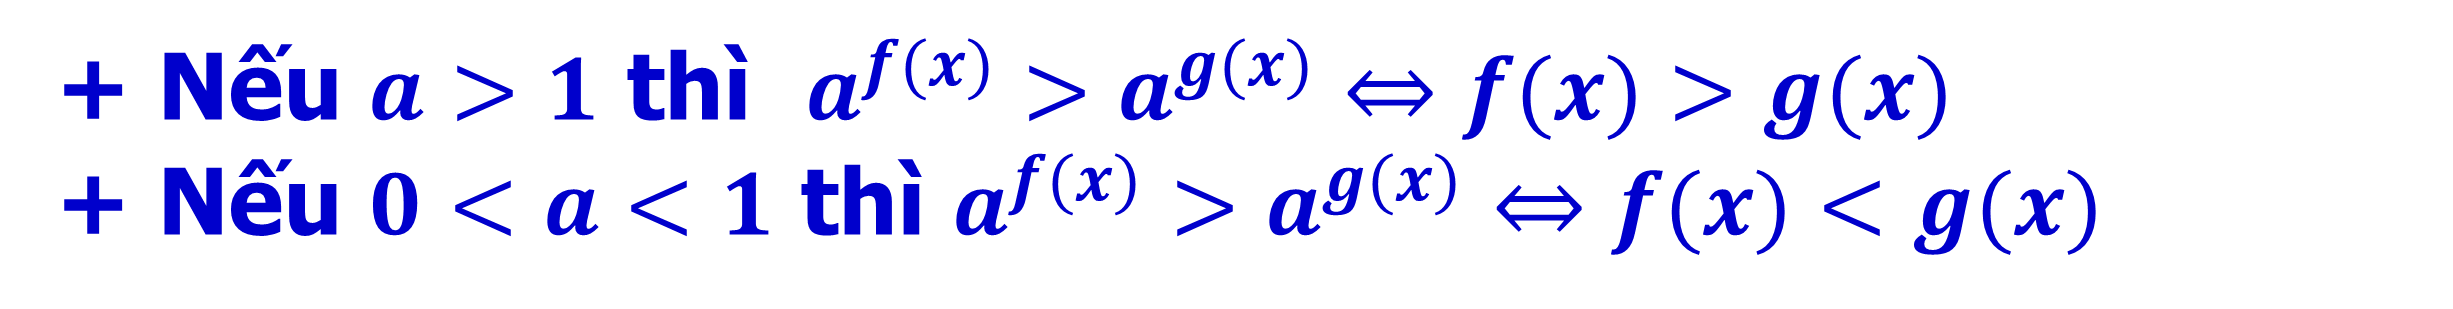 + Nếu 𝒂 > 𝟏 thì 𝒂^𝒇(𝒙) > 𝒂^𝒈(𝒙) ⇔ 𝒇(𝒙) > 𝒈(𝒙)
+ Nếu 𝟎 < 𝒂 < 𝟏 thì 𝒂^𝒇(𝒙) > 𝒂^𝒈(𝒙) ⇔ 𝒇(𝒙) < 𝒈(𝒙)